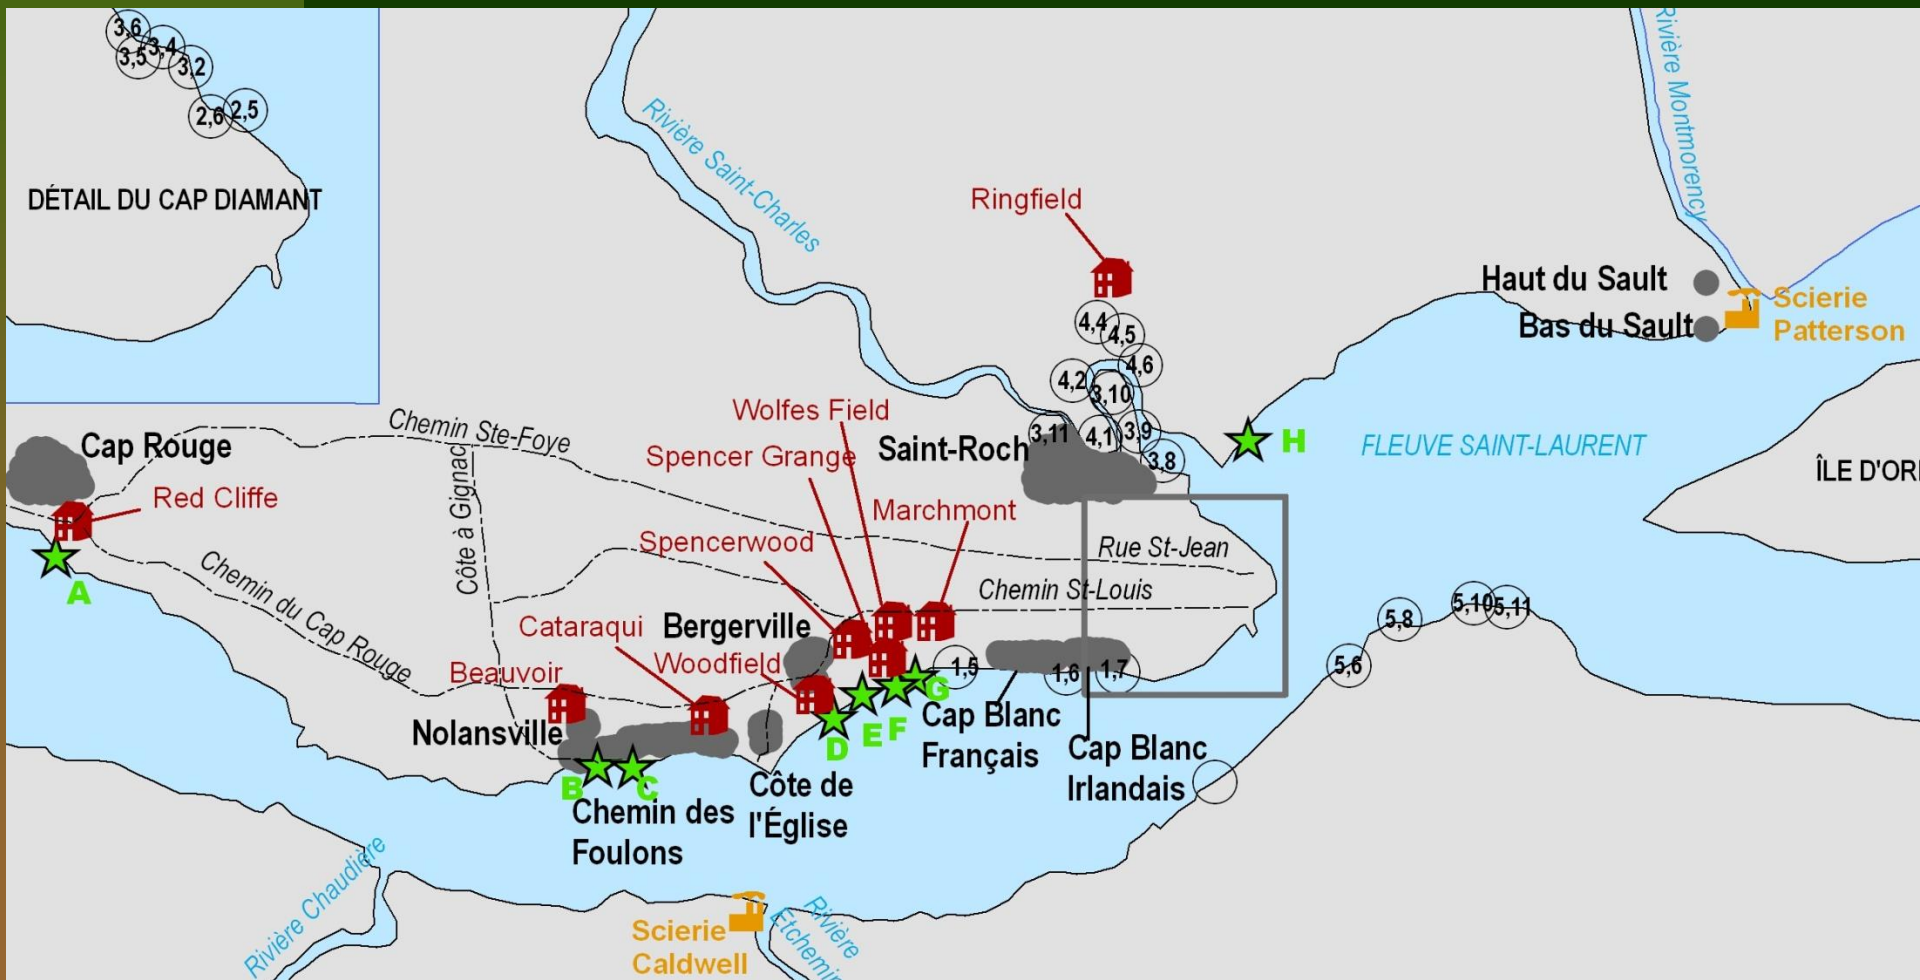 3,6
3,4
3,5
3,2
2,6
2,5
DÉTAIL DU CAP DIAMANT
Rivière Saint-Charles
Rivière Montmorency
Ringfield
Haut du Sault
Bas du Sault
Scierie
Patterson
4,4
4,5
4,6
4,2
3,10
3,11
4,1
3,9
3,8
H
FLEUVE SAINT-LAURENT
ÎLE D'ORL
Chemin Ste-Foye
Wolfes Field
Saint-Roch
Spencer Grange
Cap Rouge
Red Cliffe
A
Côte à Gignac
Marchmont
Spencerwood
Rue St-Jean
Chemin St-Louis
Chemin du Cap Rouge
Cataraqui
Bergerville
Woodfield
Beauvoir
Nolansville
1,5
1,6
1,7
5,6
5,8
5,10
5,11
B
C
D
E
F
G
Cap Blanc
Français
Cap Blanc
Irlandais
Chemin des
Foulons
Côte de
l'Église
Rivière Chaudière
Scierie
Caldwell
Rivière
Etchemin